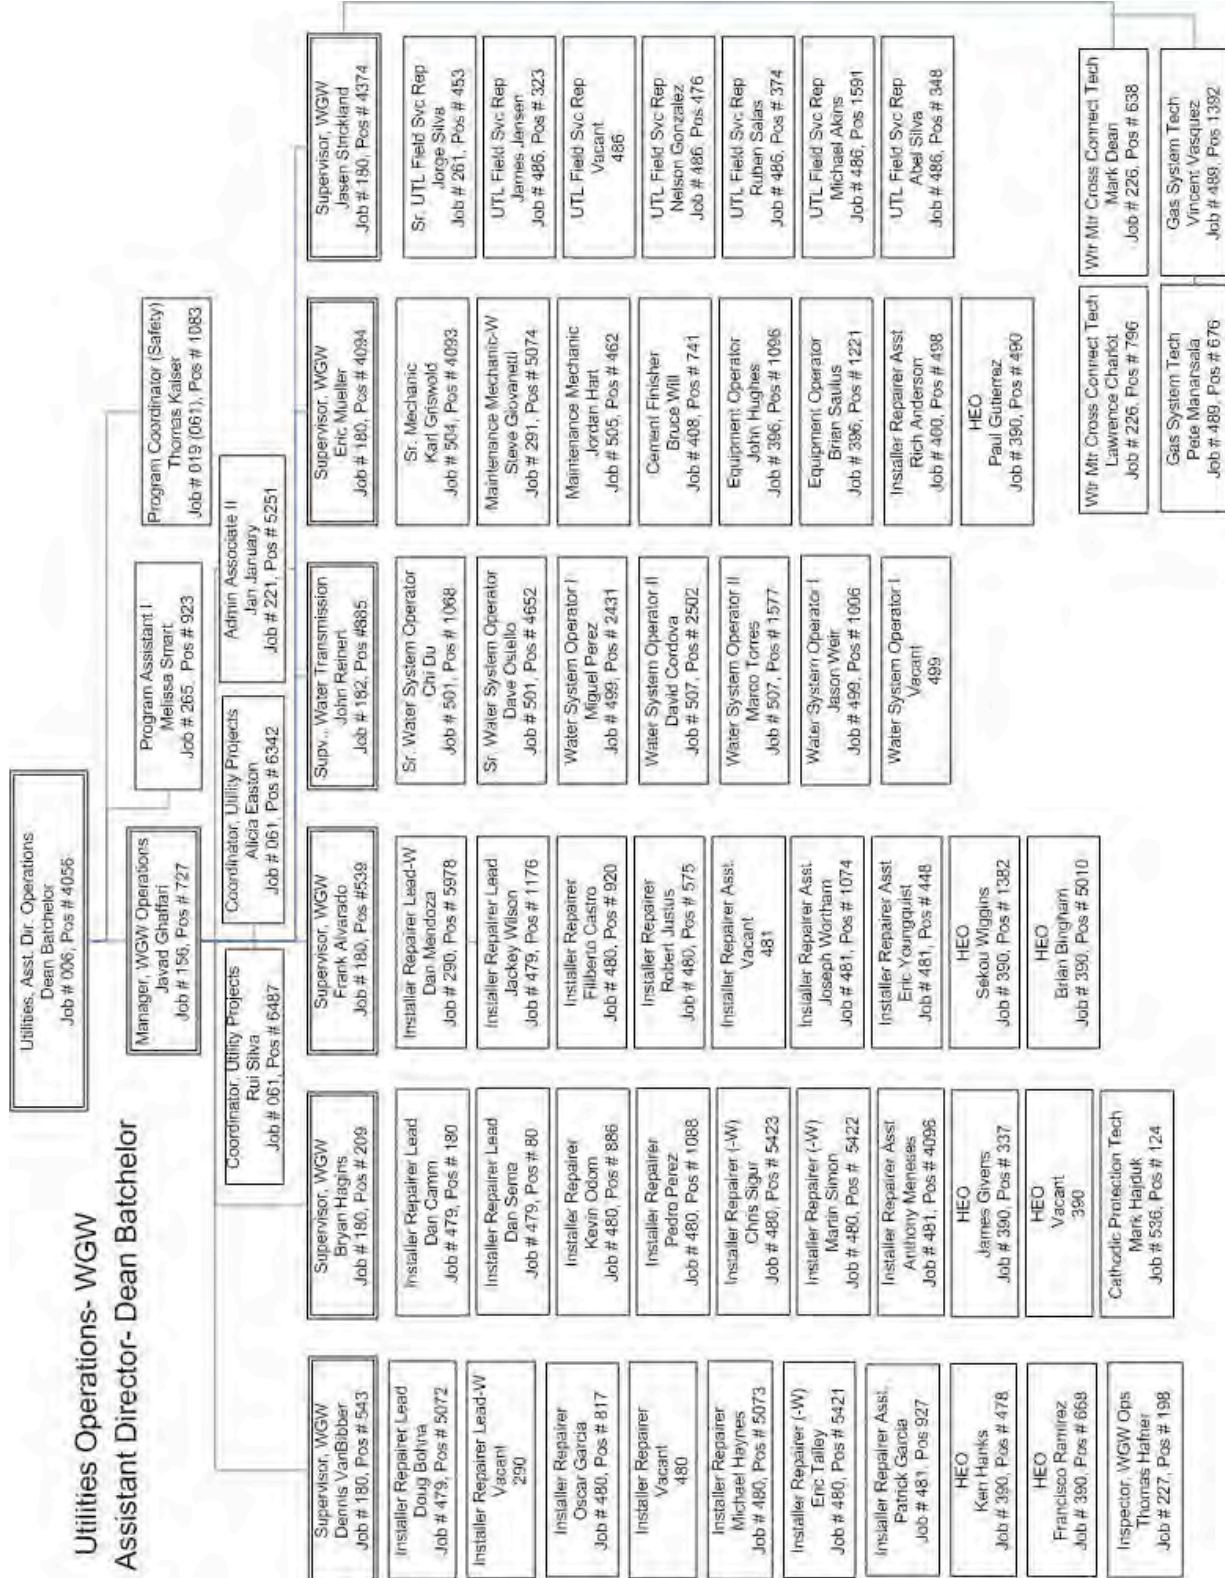 Utilities Operations- WGW
Assistant Director- Dean Batchelor
Utilities, Asst. Dir. Operations
Dean Batchelor
Job # 006, Pos # 4056
Manager, WGW Operations
Javad Ghaffari
Job # 156, Pos # 727
Program Assistant I
Melissa Smart
Job # 265, Pos # 923
Program Coordinator (Safety)
Thomas Kaiser
Job # 019 (061), Pos # 1083
Coordinator, Utility Projects
Rui Silva
Job # 061, Pos # 6487
Coordinator, Utility Projects
Alicia Easton
Job # 061, Pos # 6342
Admin Associate II
Jan January
Job # 221, Pos # 5251
Supervisor, WGW
Dennis VanBibber
Job # 180, Pos # 543
Installer Repairer Lead
Doug Bohna
Job # 479, Pos # 5072
Installer Repairer Lead-W
Vacant
290
Installer Repairer
Oscar Garcia
Job # 480, Pos # 817
Installer Repairer
Vacant
480
Installer Repairer
Michael Haynes
Job # 480, Pos # 5073
Installer Repairer (-W)
Eric Talley
Job # 480, Pos # 5421
Installer Repairer Asst.
Patrick Garcia
Job # 481, Pos 927
HEO
Ken Hanks
Job # 390, Pos # 478
HEO
Francisco Ramirez
Job # 390, Pos # 668
Inspector, WGW Ops
Thomas Hafner
Job # 227, Pos # 198
Supervisor, WGW
Bryan Hagins
Job # 180, Pos # 209
Installer Repairer Lead
Dan Camm
Job # 479, Pos # 180
Installer Repairer Lead
Dan Serna
Job # 479, Pos # 80
Installer Repairer
Kevin Odom
Job # 480, Pos # 886
Installer Repairer
Pedro Perez
Job # 480, Pos # 1088
Installer Repairer (-W)
Chris Sigur
Job # 480, Pos # 5423
Installer Repairer (-W)
Martin Simon
Job # 480, Pos # 5422
Installer Repairer Asst
Anthony Meneses
Job # 481, Pos # 4096
HEO
James Givens
Job # 390, Pos # 337
HEO
Vacant
390
Cathodic Protection Tech
Mark Hajduk
Job # 536, Pos # 124
Supervisor, WGW
Frank Alvarado
Job # 180, Pos #539
Installer Repairer Lead-W
Dan Mendoza
Job # 290, Pos # 5978
Installer Repairer Lead
Jackey Wilson
Job # 479, Pos # 1176
Installer Repairer
Filiberto Castro
Job # 480, Pos # 920
Installer Repairer
Robert Justus
Job # 480, Pos # 575
Installer Repairer Asst.
Vacant
481
Installer Repairer Asst.
Joseph Wortham
Job # 481, Pos # 1074
Installer Repairer Asst
Eric Youngquist
Job # 481, Pos # 448
HEO
Sekou Wiggins
Job # 390, Pos # 1382
HEO
Brian Bingham
Job # 390, Pos # 5010
Supv., Water Transmission
John Reinert
Job # 182, Pos #885
Sr. Water System Operator
Chi Du
Job # 501, Pos # 1068
Sr. Water System Operator
Dave Ostello
Job # 501, Pos # 4652
Water System Operator I
Miguel Perez
Job # 499, Pos # 2431
Water System Operator II
David Cordova
Job # 507, Pos # 2502
Water System Operator II
Marco Torres
Job # 507, Pos # 1577
Water System Operator I
Jason Weir
Job # 499, Pos # 1006
Water System Operator I
Vacant
499
Supervisor, WGW
Eric Mueller
Job # 180, Pos # 4094
Sr. Mechanic
Karl Griswold
Job # 504, Pos # 4093
Maintenance Mechanic-W
Steve Giovanetti
Job # 291, Pos # 5074
Maintenance Mechanic
Jordan Hart
Job # 505, Pos # 462
Cement Finisher
Bruce Will
Job # 408, Pos # 741
Equipment Operator
John Hughes
Job # 396, Pos # 1096
Equipment Operator
Brian Saulus
Job # 396, Pos # 1221
Installer Repairer Asst
Rich Anderson
Job # 400, Pos # 498
HEO
Paul Gutierrez
Job # 390, Pos # 490
Supervisor, WGW
Jasen Strickland
Job # 180, Pos # 4374
Sr. UTL Field Svc Rep
Jorge Silva
Job # 261, Pos # 453
UTL Field Svc Rep
James Jensen
Job # 486, Pos # 323
UTL Field Svc Rep
Vacant
486
UTL Field Svc Rep
Nelson Gonzalez
Job # 486, Pos 476
UTL Field Svc Rep
Ruben Salas
Job # 486, Pos # 374
UTL Field Svc Rep
Michael Akins
Job # 486, Pos 1591
UTL Field Svc Rep
Abel Silva
Job # 486, Pos # 348
Wtr Mtr Cross Connect Tech
Lawrence Charlot
Job # 226, Pos # 796
Wtr Mtr Cross Connect Tech
Mark Dean
Job # 226, Pos # 638
Gas System Tech
Pete Manansala
Job # 489, Pos # 676
Gas System Tech
Vincent Vasquez
Job # 489, Pos 1392